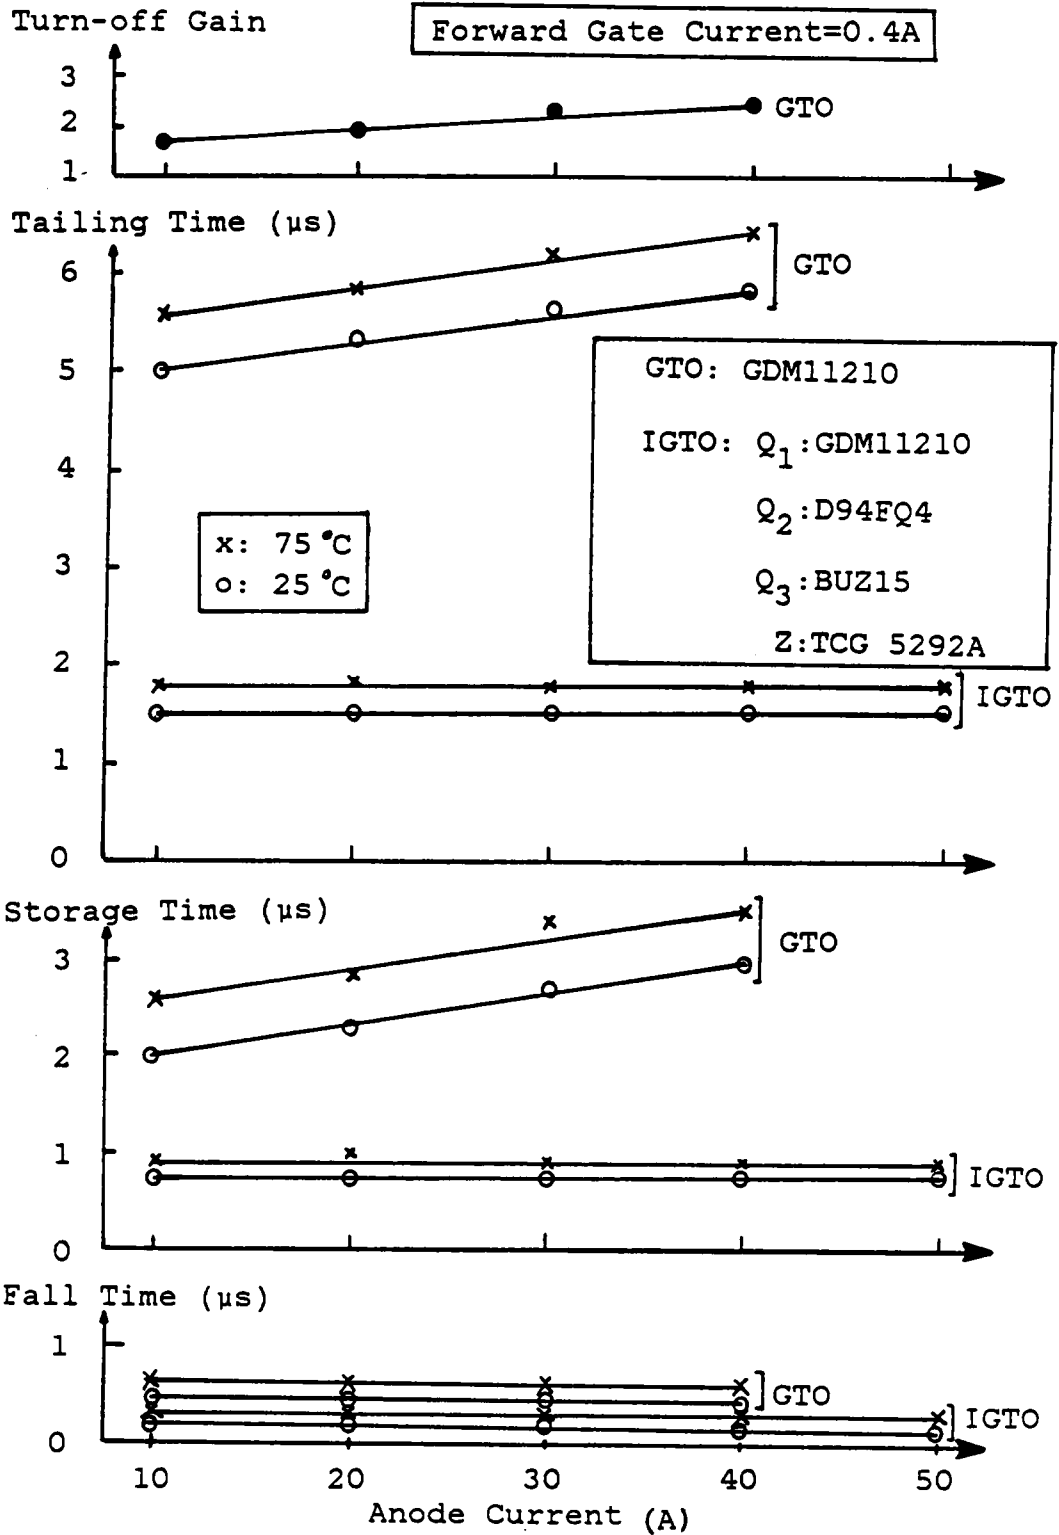 Turn-off Gain
Forward Gate Current=0.4A
3
2
1
GTO
Tailing Time (μs)
6
5
4
3
2
1
0
GTO
GTO: GDM11210
IGTO: Q1:GDM11210
Q2:D94FQ4
Q3:BUZ15
Z:TCG 5292A
x: 75°C
o: 25°C
IGTO
Storage Time (μs)
3
2
1
0
GTO
IGTO
Fall Time (μs)
1
0
GTO
IGTO
10 20 30 40 50
Anode Current (A)